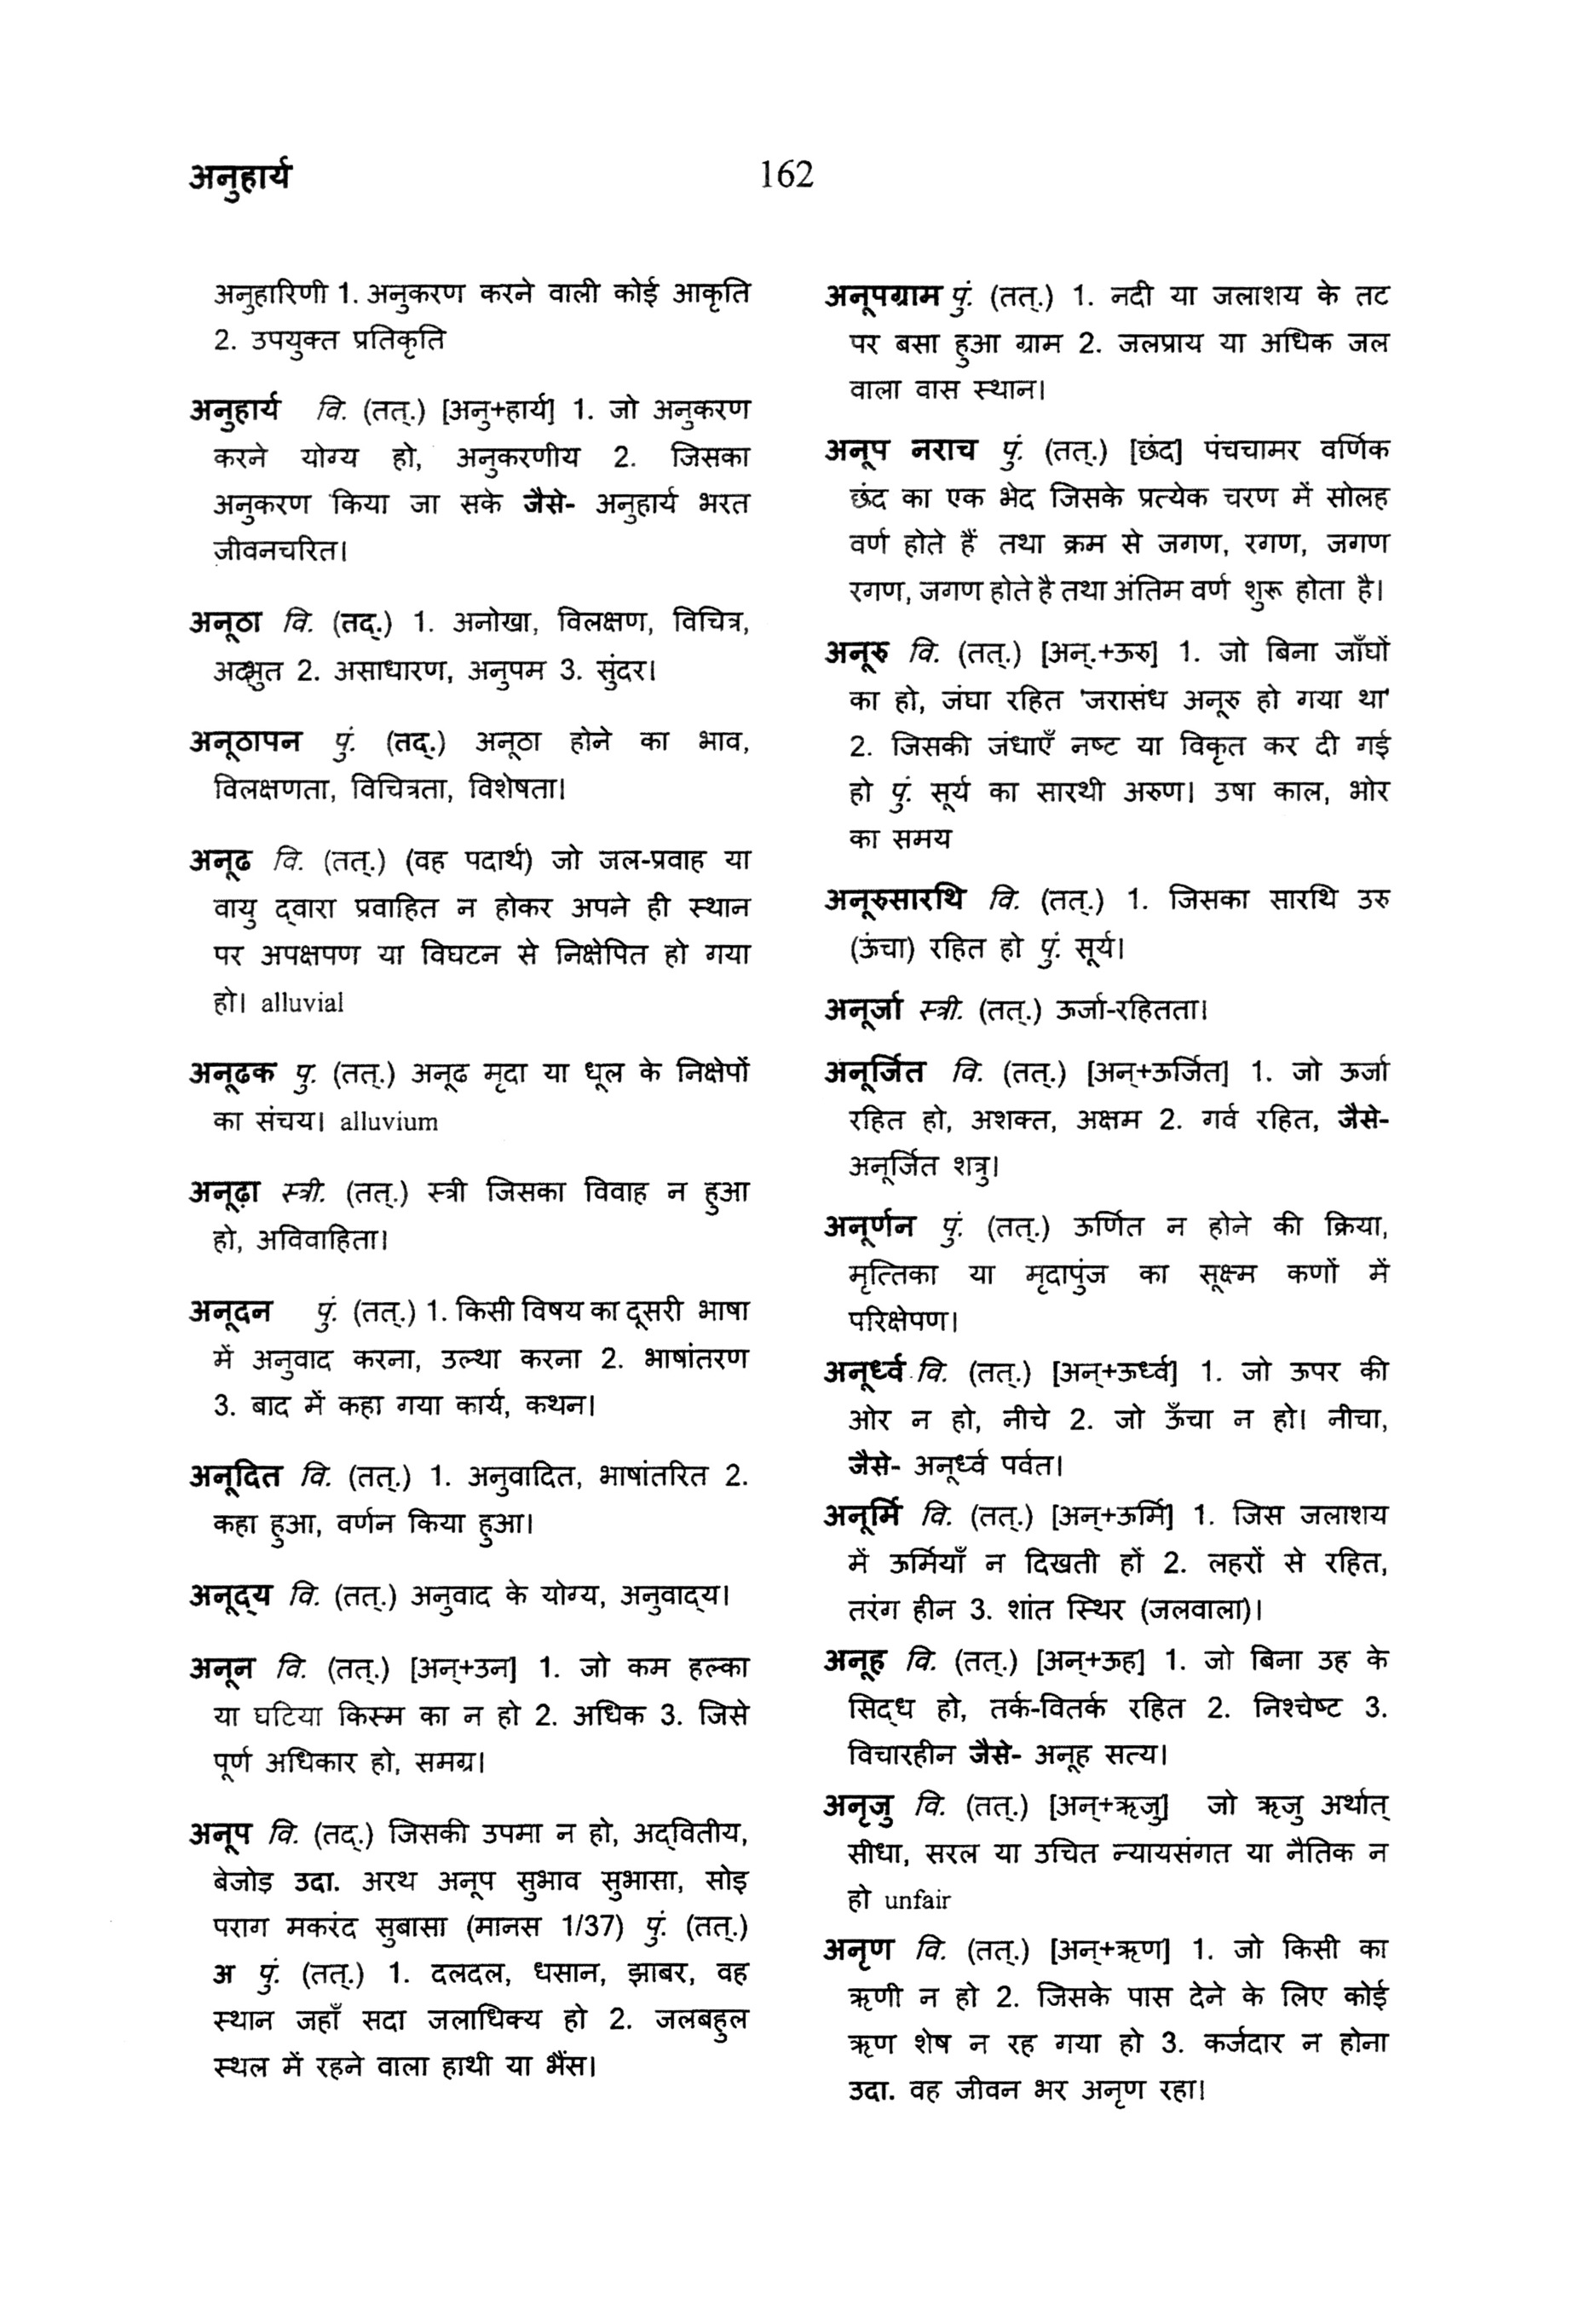 अनुहार्य
162
अनुहारिणी 1. अनुकरण करने वाली कोई आकृति
2. उपयुक्त प्रतिकृति
अनुहार्य वि. (तत्.) [अनु+हार्य] 1. जो अनुकरण
करने योग्य हो, अनुकरणीय 2. जिसका
अनुकरण किया जा सके जैसे- अनुहार्य भरत
जीवनचरित।
अनूठा वि. (तद्.) 1. अनोखा, विलक्षण, विचित्र,
अद्भुत 2. असाधारण, अनुपम 3. सुंदर।
अनूठापन पुं. (तद्.) अनूठा होने का भाव,
विलक्षणता, विचित्रता, विशेषता।
अनूढ वि. (तत्.) (वह पदार्थ) जो जल-प्रवाह या
वायु द्‌वारा प्रवाहित न होकर अपने ही स्थान
पर अपक्षपण या विघटन से निक्षेपित हो गया
हो। alluvial
अनूढक पु. (तत्.) अनूढ मृदा या धूल के निक्षेपों
का संचय। alluvium
अनूढ़ा स्त्री. (तत्.) स्त्री जिसका विवाह न हुआ
हो, अविवाहिता।
अनूदन पुं. (तत्.) 1. किसी विषय का दूसरी भाषा
में अनुवाद करना, उल्था करना 2. भाषांतरण
3. बाद में कहा गया कार्य, कथन।
अनूदित वि. (तत्.) 1. अनुवादित, भाषांतरित 2.
कहा हुआ, वर्णन किया हुआ।
अनूद्‌य वि. (तत्.) अनुवाद के योग्य, अनुवाद्‌य।
अनून वि. (तत्.) [अन्+उन] 1. जो कम हल्का
या घटिया किस्म का न हो 2. अधिक 3. जिसे
पूर्ण अधिकार हो, समग्र।
अनूप वि. (तद्.) जिसकी उपमा न हो, अद्‌वितीय,
बेजोड़ उदा. अरथ अनूप सुभाव सुभासा, सोइ
पराग मकरंद सुबासा (मानस 1/37) पुं. (तत्.)
अ पुं. (तत्.) 1. दलदल, धसान, झाबर, वह
स्थान जहाँ सदा जलाधिक्य हो 2. जलबहुल
स्थल में रहने वाला हाथी या भैंस।
अनूपग्राम पुं. (तत्.) 1. नदी या जलाशय के तट
पर बसा हुआ ग्राम 2. जलप्राय या अधिक जल
वाला वास स्थान।
अनूप नराच पुं. (तत्.) [छंद] पंचचामर वर्णिक
छंद का एक भेद जिसके प्रत्येक चरण में सोलह
वर्ण होते हैं तथा क्रम से जगण, रगण, जगण
रगण, जगण होते है तथा अंतिम वर्ण शुरू होता है।
अनूरु वि. (तत्.) [अन्.+ऊरु] 1. जो बिना जाँघों
का हो, जंघा रहित 'जरासंध अनूरु हो गया था'
2. जिसकी जंधाएँ नष्ट या विकृत कर दी गई
हो पुं. सूर्य का सारथी अरुण। उषा काल, भोर
का समय
अनूरुसारथि वि. (तत्.) 1. जिसका सारथि उरु
(ऊंचा) रहित हो पुं. सूर्य।
अनूर्जा स्त्री. (तत्.) ऊर्जा-रहितता।
अनूर्जित वि. (तत्.) [अन्+ऊर्जित] 1. जो ऊर्जा
रहित हो, अशक्त, अक्षम 2. गर्व रहित, जैसे-
अनूर्जित शत्रु।
अनूर्णन पुं. (तत्.) ऊर्णित न होने की क्रिया,
मृत्तिका या मृदापुंज का सूक्ष्म कणों में
परिक्षेपण।
अनूर्ध्व वि. (तत्.) [अन्+ऊर्ध्व] 1. जो ऊपर की
ओर न हो, नीचे 2. जो ऊँचा न हो। नीचा,
जैसे- अनूर्ध्व पर्वत।
अनूर्मि वि. (तत्.) [अन्+ऊर्मि] 1. जिस जलाशय
में ऊर्मियाँ न दिखती हों 2. लहरों से रहित,
तरंग हीन 3. शांत स्थिर (जलवाला)।
अनूह वि. (तत्.) [अन्+ऊह] 1. जो बिना उह के
सिद्‌ध हो, तर्क-वितर्क रहित 2. निश्चेष्ट 3.
विचारहीन जैसे- अनूह सत्य।
अनृजु वि. (तत्.) [अन्+ऋजु] जो ऋजु अर्थात्
सीधा, सरल या उचित न्यायसंगत या नैतिक न
हो unfair
अनृण वि. (तत्.) [अन्+ऋण] 1. जो किसी का
ऋणी न हो 2. जिसके पास देने के लिए कोई
ऋण शेष न रह गया हो 3. कर्जदार न होना
उदा. वह जीवन भर अनृण रहा।